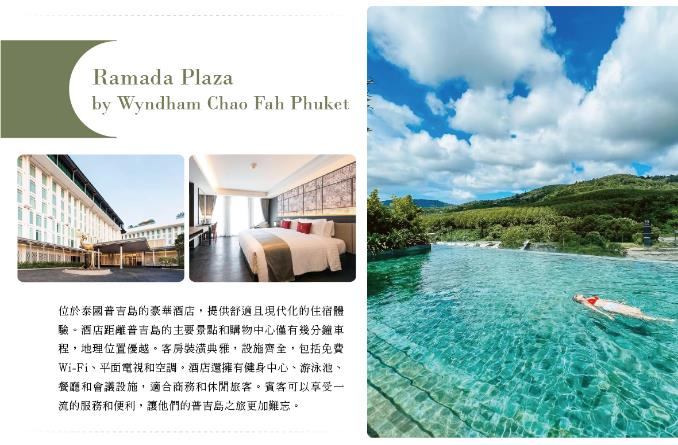 Ramada Plaza
by Wyndham Chao Fah Phuket
位於泰國普吉島的豪華酒店，提供舒適且現代化的住宿體
驗。酒店距離普吉島的主要景點和購物中心僅有幾分鐘車
程，地理位置優越。客房裝潢典雅，設施齊全，包括免費
Wi-Fi、平面電視和空調。酒店還擁有健身中心、游泳池、
餐廳和會議設施，適合商務和休閒旅客。賓客可以享受一
流的服務和便利，讓他們的普吉島之旅更加難忘。